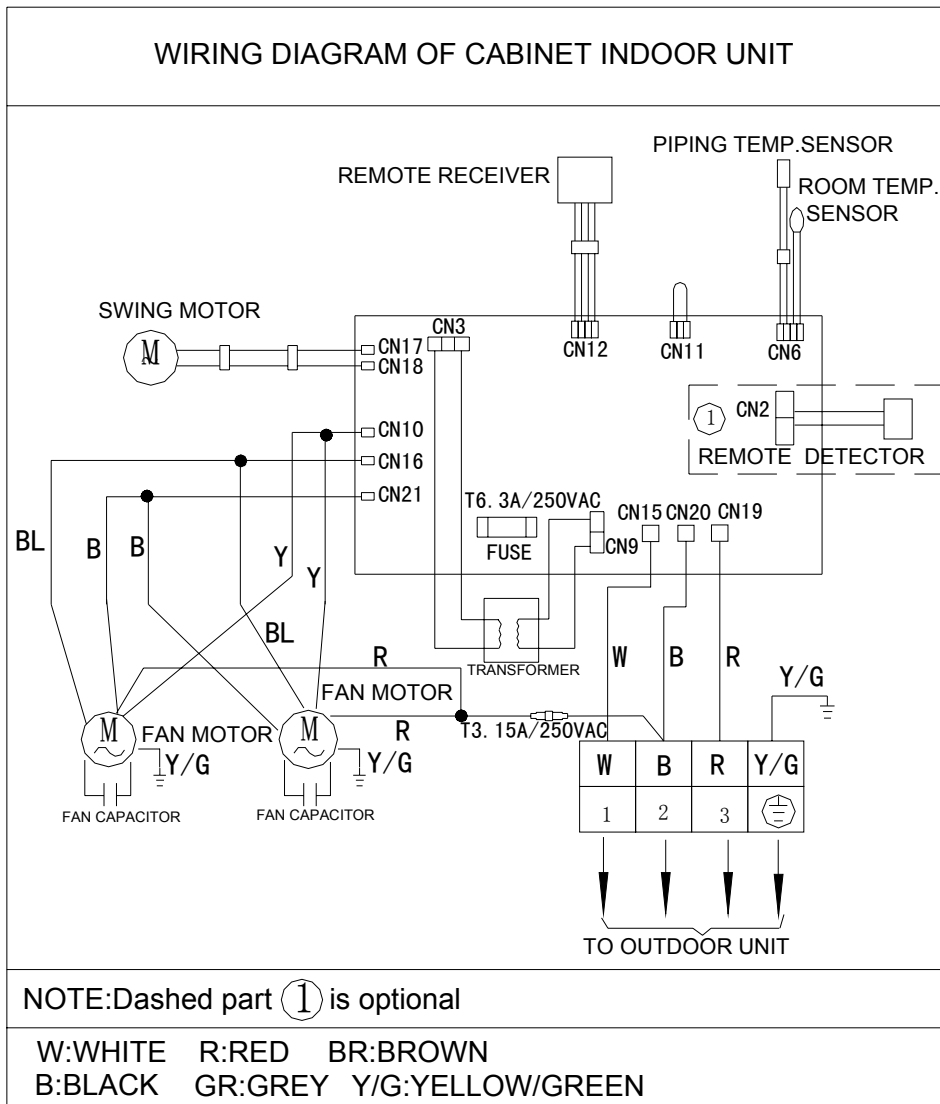 WIRING DIAGRAM OF CABINET INDOOR UNIT
PIPING TEMP.SENSOR
REMOTE RECEIVER
ROOM TEMP.
SENSOR
SWING MOTOR
M
CN3
CN17
CN18
CN12
CN11
CN6
CN10
CN16
CN21
1
CN2
REMOTE DETECTOR
T6.3A/250VAC
FUSE
CN9
CN15
CN20
CN19
BL
B
B
Y
Y
BL
R
TRANSFORMER
W
B
R
Y/G
FAN MOTOR
M
FAN MOTOR
M
R
T3.15A/250VAC
Y/G
Y/G
FAN CAPACITOR
FAN CAPACITOR
W B R Y/G
1 2 3
TO OUTDOOR UNIT
NOTE:Dashed part 1 is optional
W:WHITE R:RED BR:BROWN
B:BLACK GR:GREY Y/G:YELLOW/GREEN